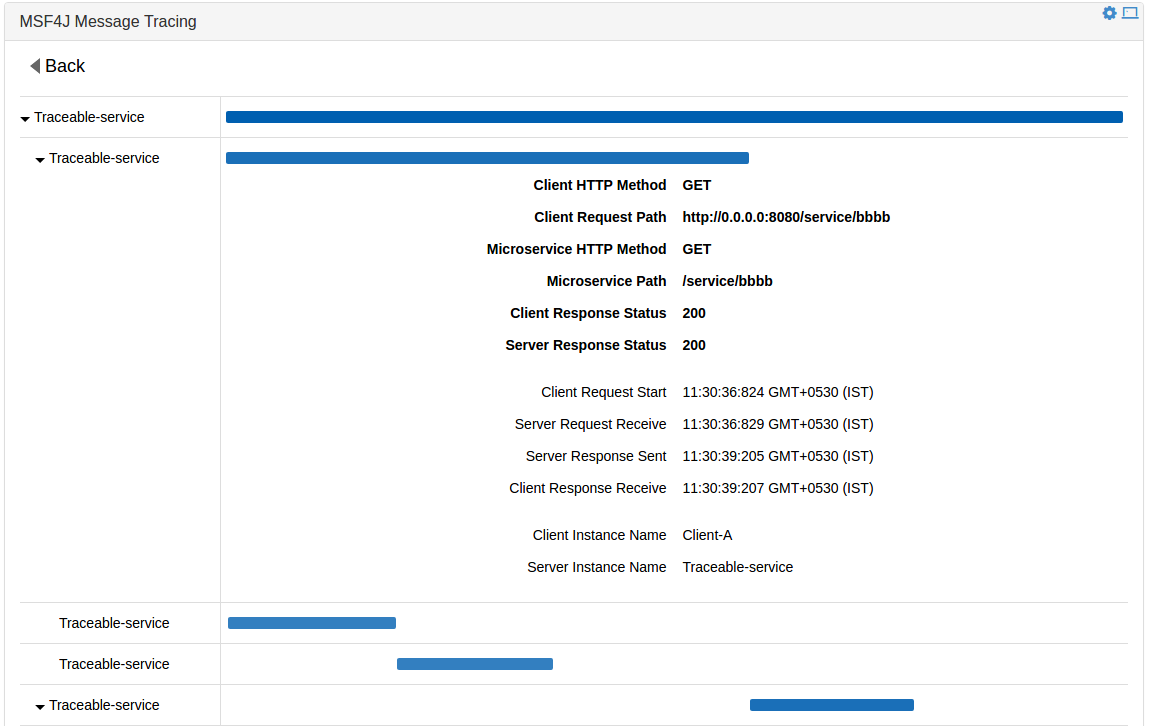 MSF4J Message Tracing
Back
Traceable-service
Traceable-service
Client HTTP Method GET
Client Request Path http://0.0.0.0:8080/service/bbbb
Microservice HTTP Method GET
Microservice Path /service/bbbb
Client Response Status 200
Server Response Status 200
Client Request Start 11:30:36:824 GMT+0530 (IST)
Server Request Receive 11:30:36:829 GMT+0530 (IST)
Server Response Sent 11:30:39:205 GMT+0530 (IST)
Client Response Receive 11:30:39:207 GMT+0530 (IST)
Client Instance Name Client-A
Server Instance Name Traceable-service
Traceable-service
Traceable-service
Traceable-service